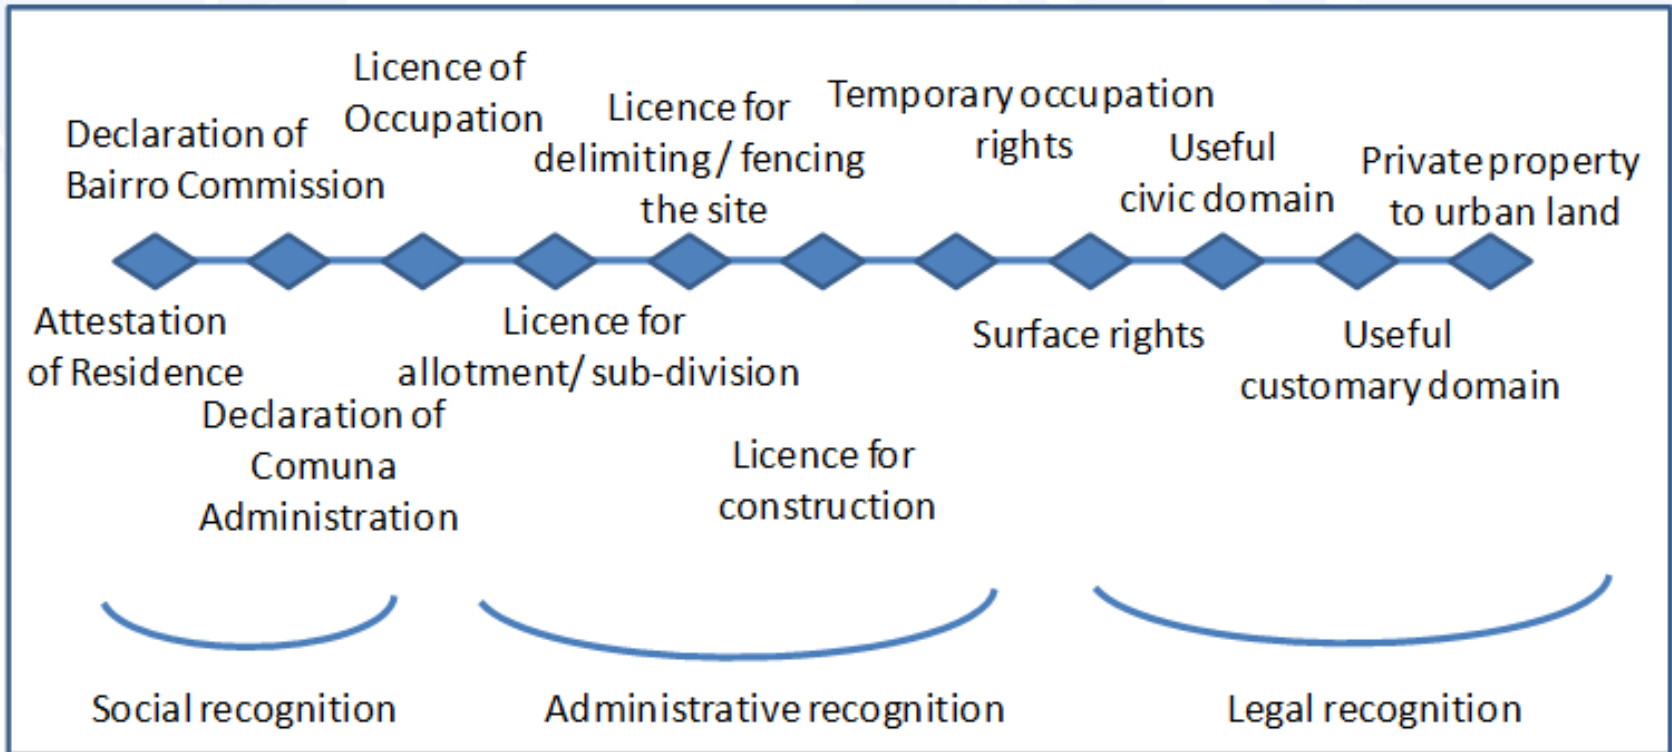 Declaration of
Bairro Commission
Licence of
Occupation
Licence for
delimiting / fencing
the site
Temporary occupation
rights
Useful
civic domain
Private property
to urban land
Attestation
of Residence
Declaration of
Comuna
Administration
Licence for
allotment/ sub-division
Licence for
construction
Surface rights
Useful
customary domain
Social recognition
Administrative recognition
Legal recognition